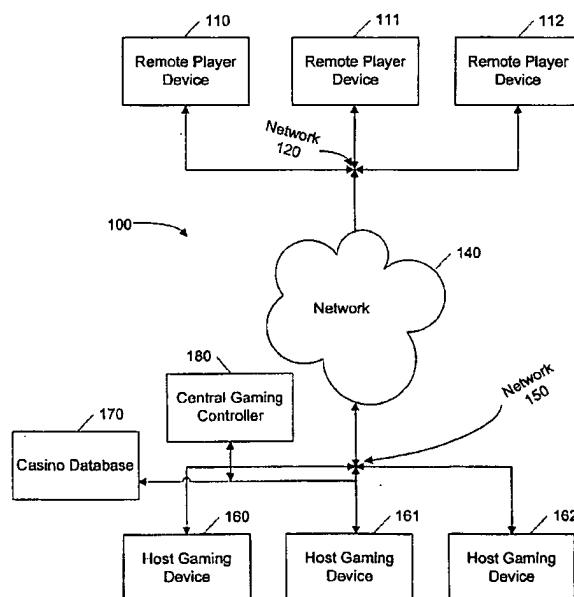 110
111
112
Remote Player
Device
Remote Player
Device
Remote Player
Device
Network
120
100
140
Network
180
Central Gaming
Controller
Network
150
170
Casino Database
160
161
162
Host Gaming
Device
Host Gaming
Device
Host Gaming
Device